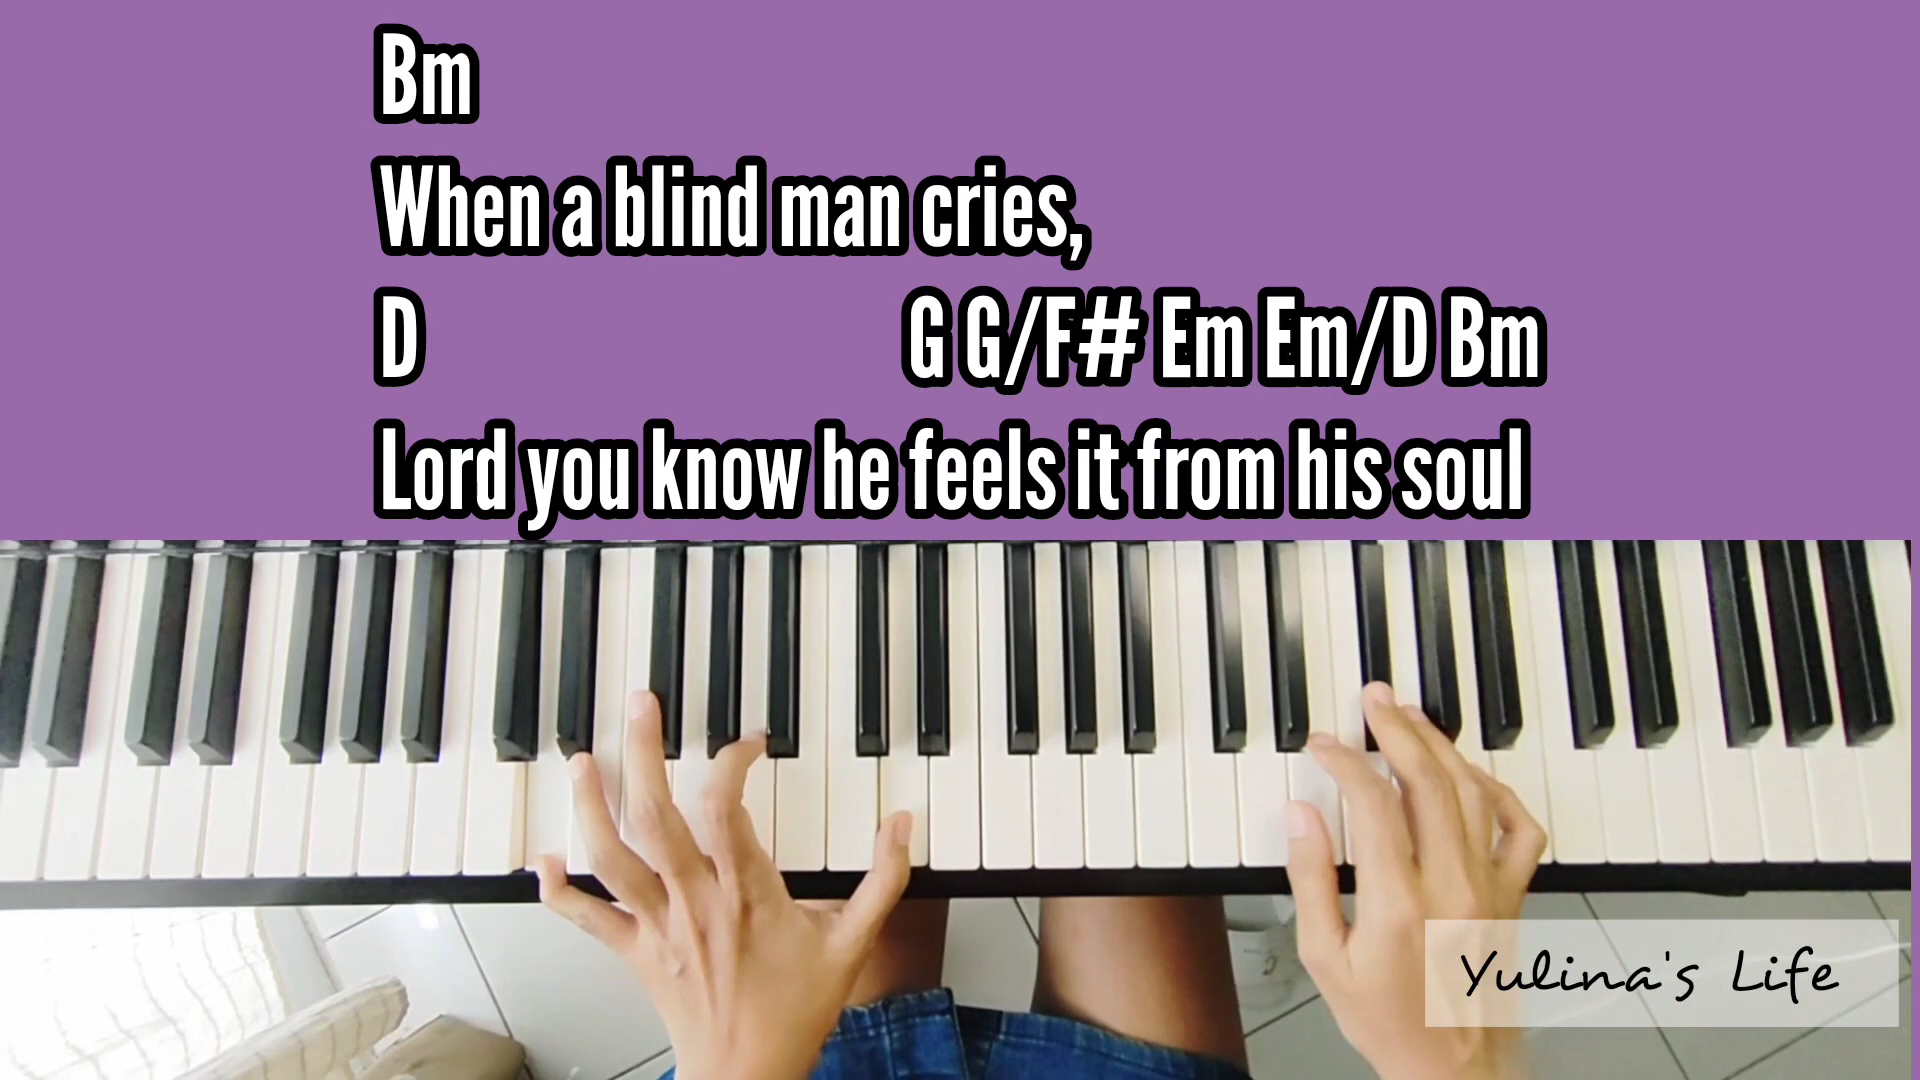 Bm
When a blind man cries,
D G G/F# Em Em/D Bm
Lord you know he feels it from his soul
Yulina's Life